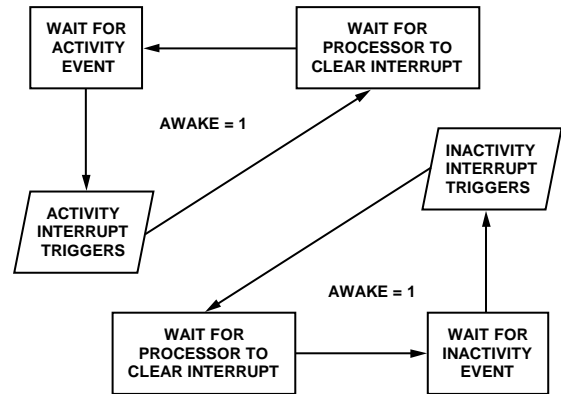 WAIT FOR
ACTIVITY
EVENT
WAIT FOR
PROCESSOR TO
CLEAR INTERRUPT
AWAKE = 1
ACTIVITY
INTERRUPT
TRIGGERS
INACTIVITY
INTERRUPT
TRIGGERS
AWAKE = 1
WAIT FOR
PROCESSOR TO
CLEAR INTERRUPT
WAIT FOR
INACTIVITY
EVENT